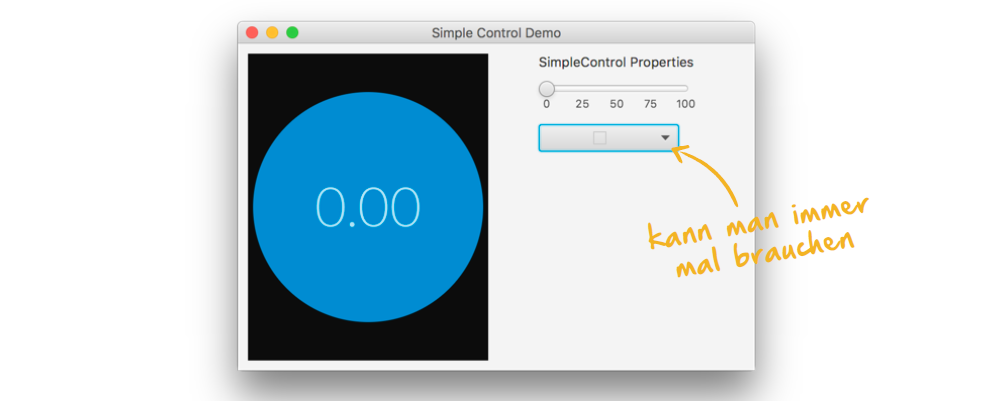 Simple Control Demo
SimpleControl Properties
0 25 50 75 100
0.00
kann man immer
mal brauchen